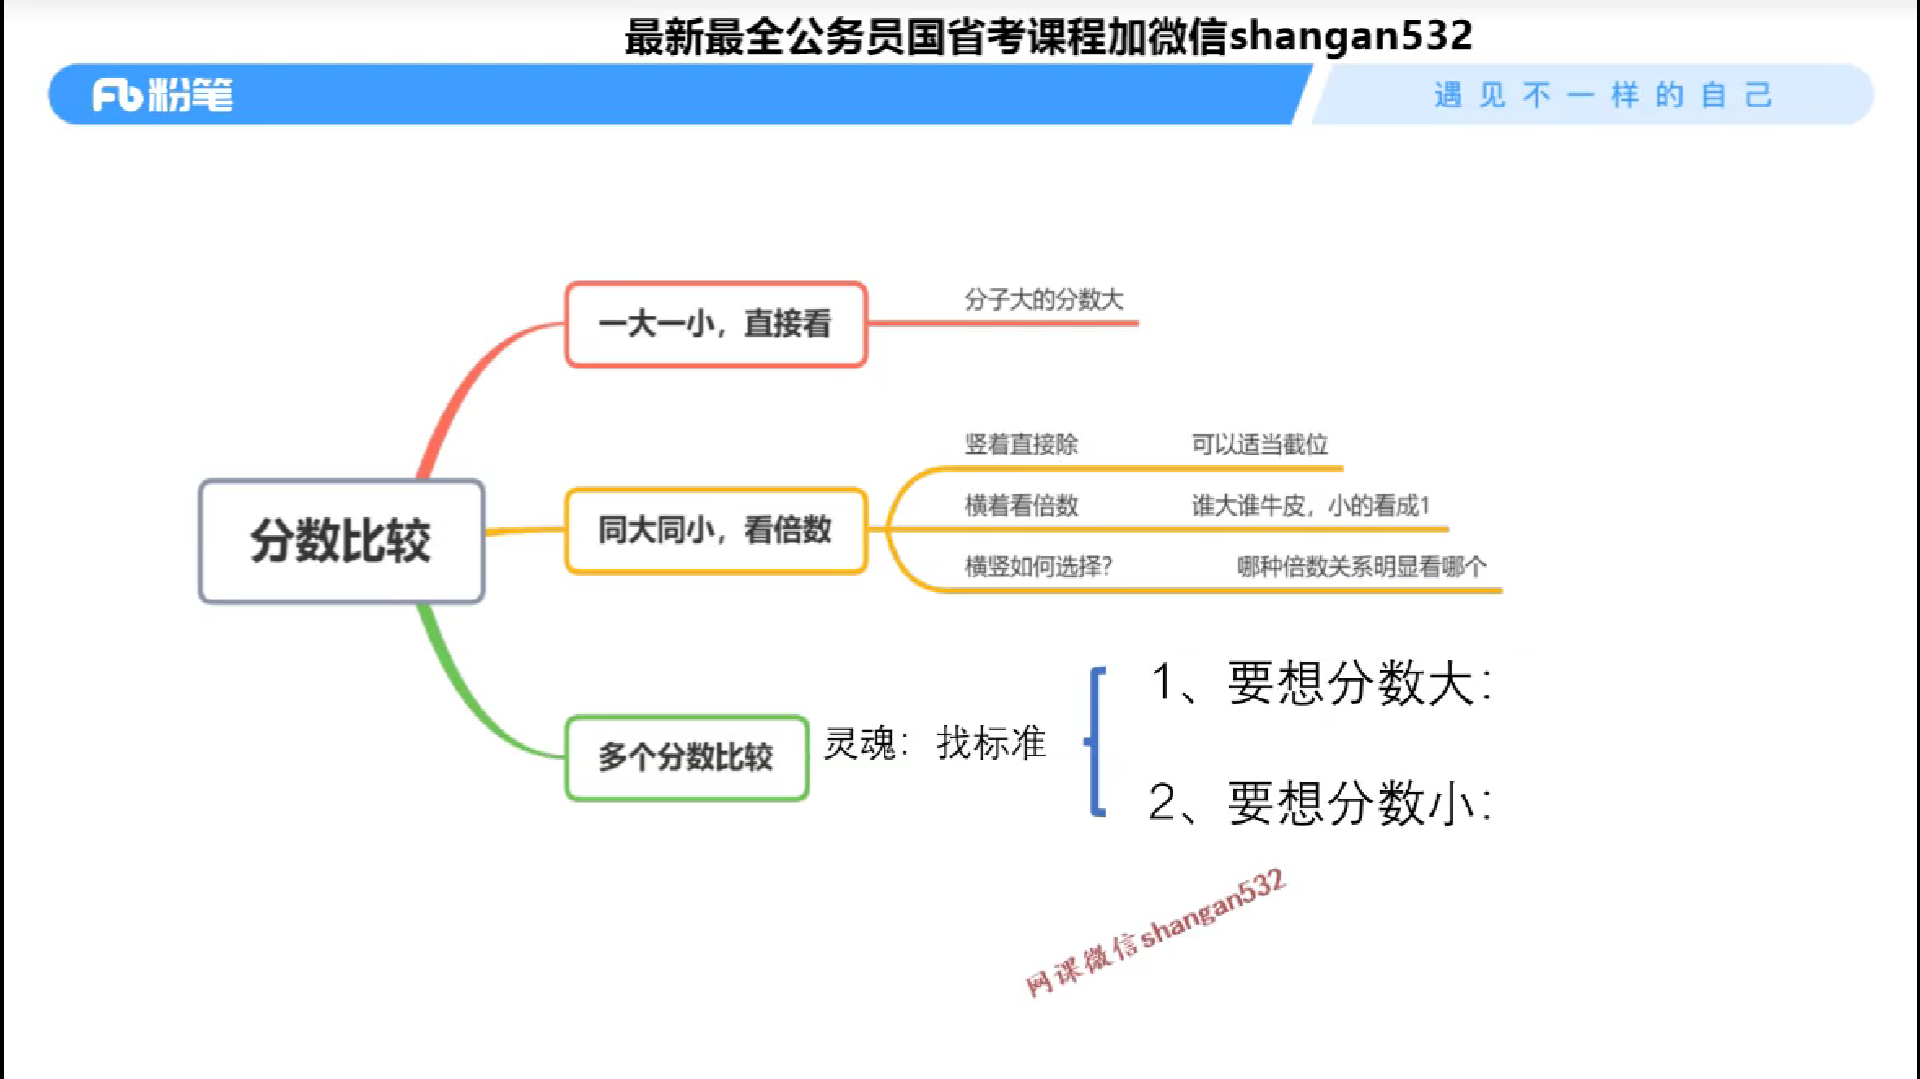 最新最全公务员国省考课程加微信shangan532
粉笔
遇见不一样的自己
分数比较
一大一小，直接看
分子大的分数大
同大同小，看倍数
竖着直接除 可以适当截位
横着看倍数 谁大谁牛皮，小的看成1
横竖如何选择？ 哪种倍数关系明显看哪个
多个分数比较
灵魂：找标准
1、要想分数大：
2、要想分数小：
网课微信shangan532